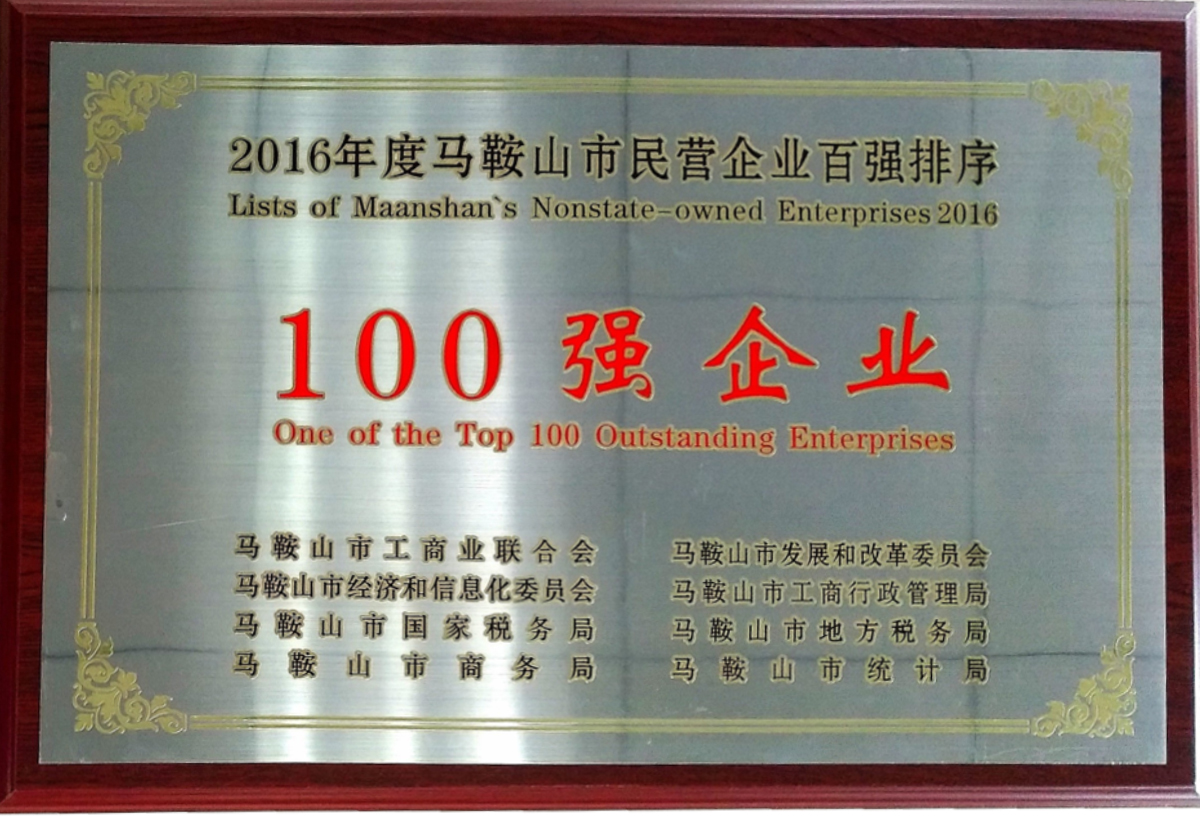 2016年度马鞍山市民营企业百强排序
Lists of Maanshan`s Nonstate-owned Enterprises 2016
100 强企业
One of the Top 100 Outstanding Enterprises
马鞍山市工商业联合会 马鞍山市发展和改革委员会
马鞍山市经济和信息化委员会 马鞍山市工商行政管理局
马鞍山市国家税务局 马鞍山市地方税务局
马鞍山市商务局 马鞍山市统计局